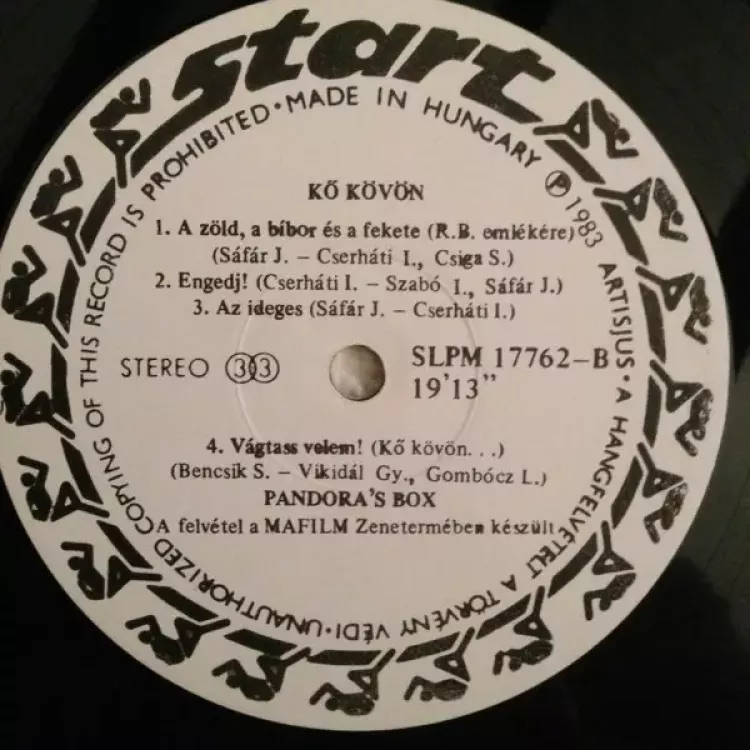 start
MADE IN HUNGARY Ⓟ 1983 ARTISJUS • A HANGFELVÉTELT A TÖRVÉNY VÉDI • UNAUTHORIZED COPYING OF THIS RECORD IS PROHIBITED •
KŐ KÖVÖN
1. A zöld, a bíbor és a fekete (R.B. emlékére)
(Sáfár J. – Cserháti I., Csiga S.)
2. Engedj! (Cserháti I. – Szabó I., Sáfár J.)
3. Az ideges (Sáfár J. – Cserháti I.)
STEREO 33
SLPM 17762–B
19'13"
4. Vágtass velem! (Kő kövön. . .)
(Bencsik S. – Vikidál Gy., Gombócz L.)
PANDORA'S BOX
A felvétel a MAFILM Zenetermében készült